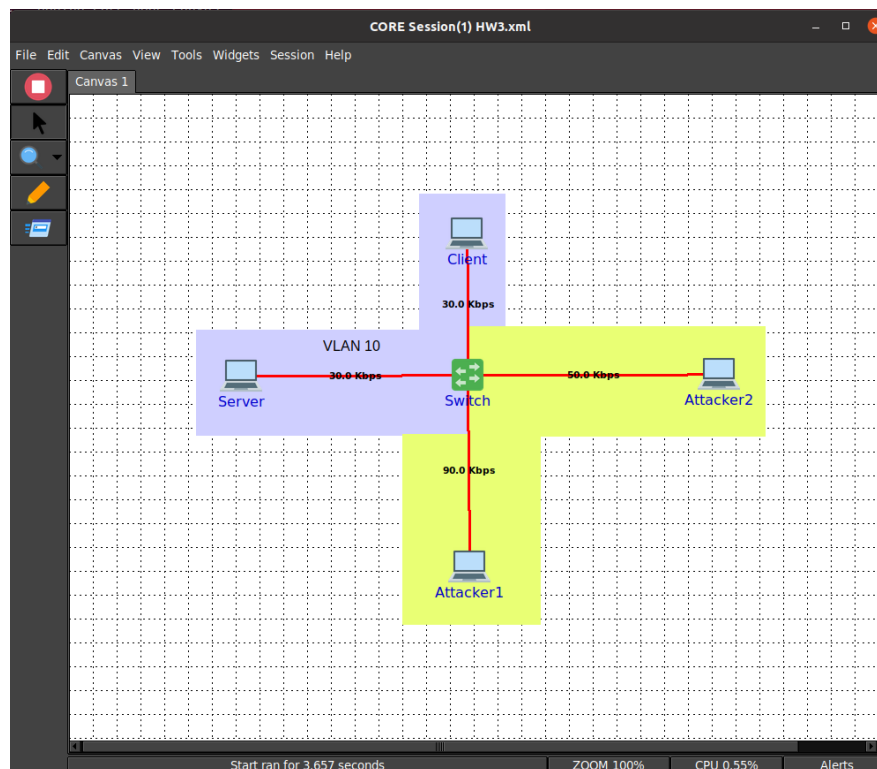 CORE Session(1) HW3.xml
File Edit Canvas View Tools Widgets Session Help
Canvas 1
Client
30.0 Kbps
VLAN 10
30.0 Kbps
50.0 Kbps
Server
Switch
Attacker2
90.0 Kbps
Attacker1
Start ran for 3.657 seconds ZOOM 100% CPU 0.55% Alerts